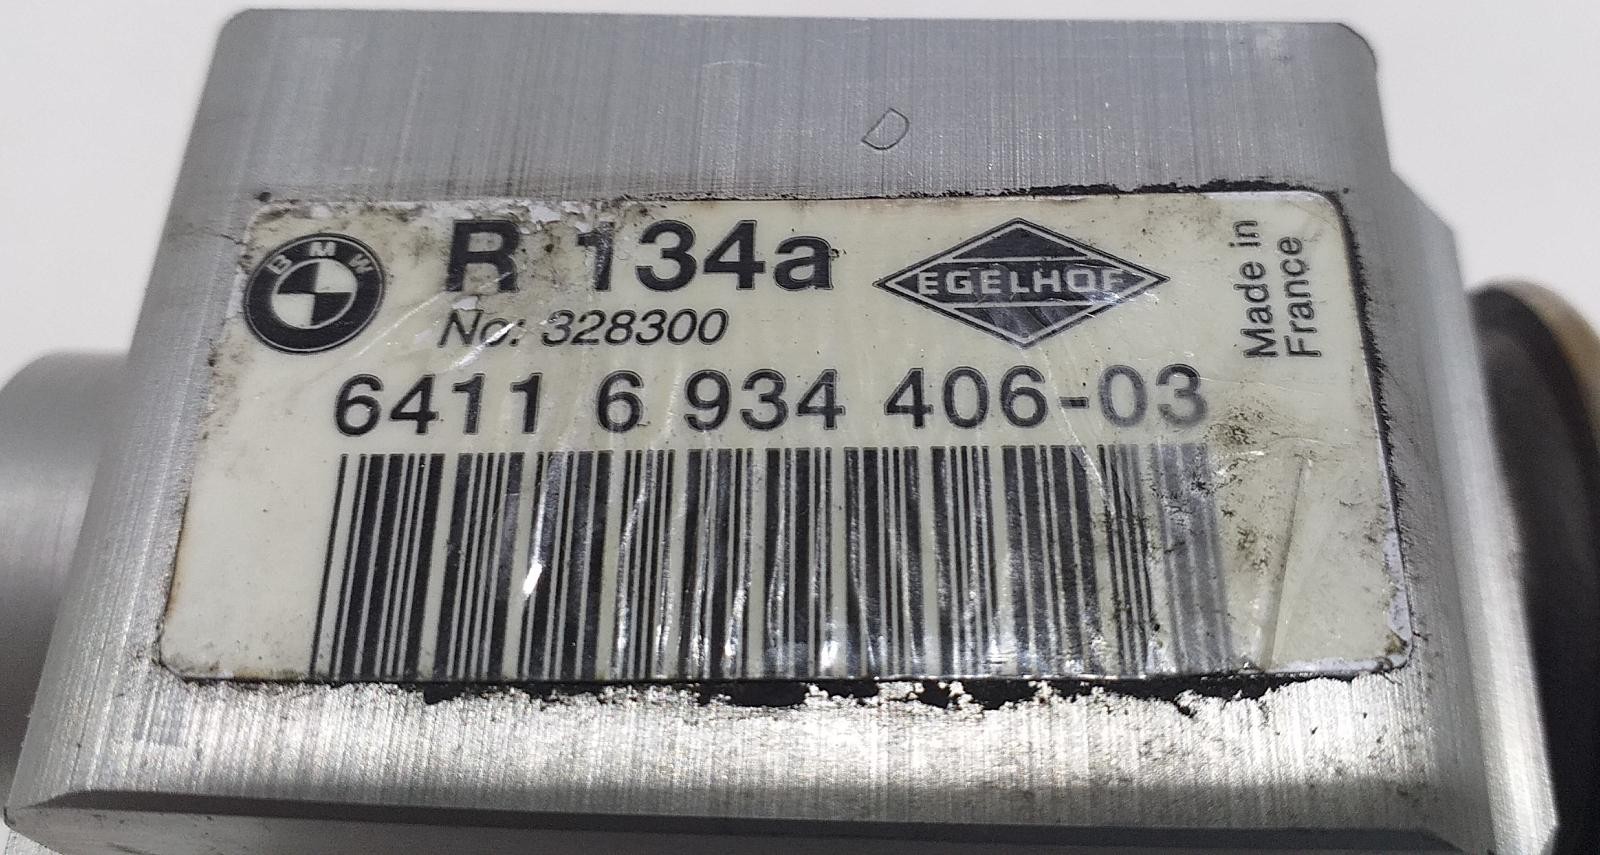 D
BMW
R 134a
EGELHOF
Made in
France
No: 328300
6411 6 934 406-03